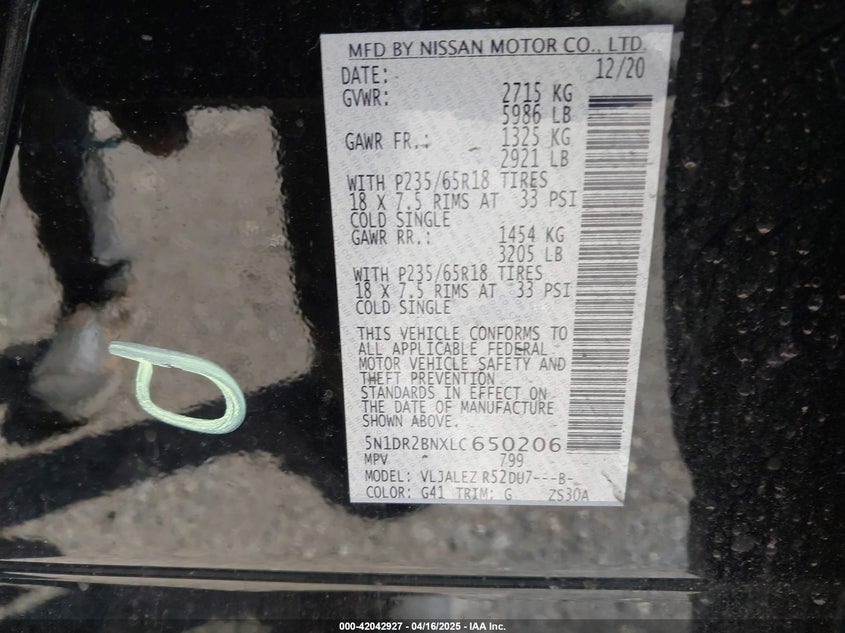 MFD BY NISSAN MOTOR CO., LTD.
DATE: 12/20
GVWR: 2715 KG
5986 LB
GAWR FR.: 1325 KG
2921 LB
WITH P235/65R18 TIRES
18 X 7.5 RIMS AT 33 PSI
COLD SINGLE
GAWR RR.: 1454 KG
3205 LB
WITH P235/65R18 TIRES
18 X 7.5 RIMS AT 33 PSI
COLD SINGLE
THIS VEHICLE CONFORMS TO
ALL APPLICABLE FEDERAL
MOTOR VEHICLE SAFETY AND
THEFT PREVENTION
STANDARDS IN EFFECT ON
THE DATE OF MANUFACTURE
SHOWN ABOVE.
5N1DR2BNXLC650206
MPV 799
MODEL: VLJALEZ R52DU7---B-
COLOR: G41 TRIM: G ZS30A
000-42042927 - 04/16/2025 - IAA Inc.